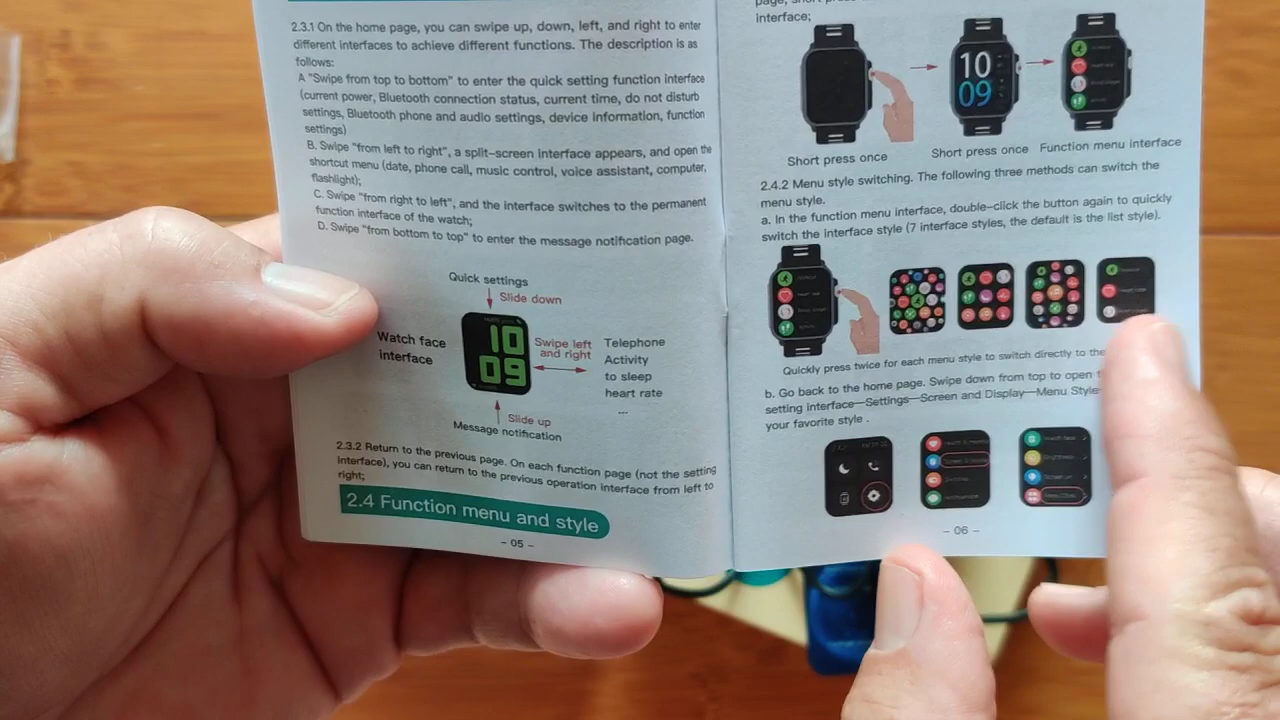 2.3.1 On the home page, you can swipe up, down, left, and right to enter
different interfaces to achieve different functions. The description is as
follows:
A "Swipe from top to bottom" to enter the quick setting function interface
(current power, Bluetooth connection status, current time, do not disturb
settings, Bluetooth phone and audio settings, device information, function
settings)
B. Swipe "from left to right", a split-screen interface appears, and open the
shortcut menu (date, phone call, music control, voice assistant, computer,
flashlight);
C. Swipe "from right to left", and the interface switches to the permanent
function interface of the watch;
D. Swipe "from bottom to top" to enter the message notification page.
Quick settings
Slide down
Watch face
interface
10
09
Swipe left
and right
Telephone
Activity
to sleep
heart rate
...
Slide up
Message notification
2.3.2 Return to the previous page. On each function page (not the setting
interface), you can return to the previous operation interface from left to
right;
2.4 Function menu and style
- 05 -
page, short press
interface;
10
09
Short press once
Short press once
Function menu interface
2.4.2 Menu style switching. The following three methods can switch the
menu style.
a. In the function menu interface, double-click the button again to quickly
switch the interface style (7 interface styles, the default is the list style).
Quickly press twice for each menu style to switch directly to the
b. Go back to the home page. Swipe down from top to open
setting interface—Settings—Screen and Display—Menu Style
your favorite style .
- 06 -